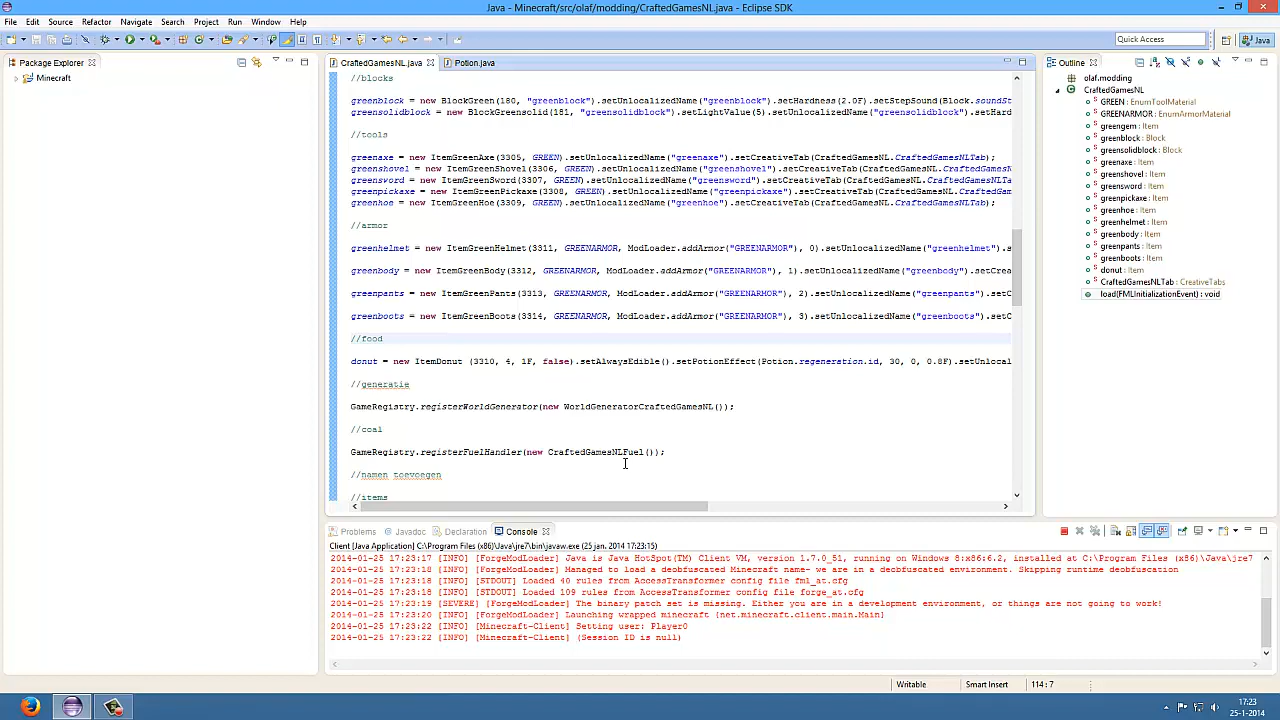 Java - Minecraft/src/olaf/modding/CraftedGamesNL.java - Eclipse SDK
File Edit Source Refactor Navigate Search Project Run Window Help
Quick Access
Java
Package Explorer
CraftedGamesNL.java
Potion.java
Outline
Minecraft
//blocks
greenblock = new BlockGreen(180, "greenblock").setUnlocalizedName("greenblock").setHardness(2.0F).setStepSound(Block.soundSt
greensolidblock = new BlockGreensolid(181, "greensolidblock").setLightValue(5).setUnlocalizedName("greensolidblock").setHard
//tools
greenaxe = new ItemGreenAxe(3305, GREEN).setUnlocalizedName("greenaxe").setCreativeTab(CraftedGamesNL.CraftedGamesNLTab);
greenshovel = new ItemGreenShovel(3306, GREEN).setUnlocalizedName("greenshovel").setCreativeTab(CraftedGamesNL.CraftedGamesN
greensword = new ItemGreenSword(3307, GREEN).setUnlocalizedName("greensword").setCreativeTab(CraftedGamesNL.CraftedGamesNLTa
greenpickaxe = new ItemGreenPickaxe(3308, GREEN).setUnlocalizedName("greenpickaxe").setCreativeTab(CraftedGamesNL.CraftedGam
greenhoe = new ItemGreenHoe(3309, GREEN).setUnlocalizedName("greenhoe").setCreativeTab(CraftedGamesNL.CraftedGamesNLTab);
//armor
greenhelmet = new ItemGreenHelmet(3311, GREENARMOR, ModLoader.addArmor("GREENARMOR"), 0).setUnlocalizedName("greenhelmet").s
greenbody = new ItemGreenBody(3312, GREENARMOR, ModLoader.addArmor("GREENARMOR"), 1).setUnlocalizedName("greenbody").setCrea
greenpants = new ItemGreenPants(3313, GREENARMOR, ModLoader.addArmor("GREENARMOR"), 2).setUnlocalizedName("greenpants").setC
greenboots = new ItemGreenBoots(3314, GREENARMOR, ModLoader.addArmor("GREENARMOR"), 3).setUnlocalizedName("greenboots").setC
//food
donut = new ItemDonut (3310, 4, 1F, false).setAlwaysEdible().setPotionEffect(Potion.regeneration.id, 30, 0, 0.8F).setUnlocal
//generatie
GameRegistry.registerWorldGenerator(new WorldGeneratorCraftedGamesNL());
//coal
GameRegistry.registerFuelHandler(new CraftedGamesNLFuel());
//namen toevoegen
//items
olaf.modding
CraftedGamesNL
GREEN : EnumToolMaterial
GREENARMOR : EnumArmorMaterial
greengem : Item
greenblock : Block
greensolidblock : Block
greenaxe : Item
greenshovel : Item
greensword : Item
greenpickaxe : Item
greenhoe : Item
greenhelmet : Item
greenbody : Item
greenpants : Item
greenboots : Item
donut : Item
CraftedGamesNLTab : CreativeTabs
load(FMLInitializationEvent) : void
Problems Javadoc Declaration Console
Client [Java Application] C:\Program Files (x86)\Java\jre7\bin\javaw.exe (25 jan. 2014 17:23:15)
2014-01-25 17:23:17 [INFO] [ForgeModLoader] Java is Java HotSpot(TM) Client VM, version 1.7.0_51, running on Windows 8:x86:6.2, installed at C:\Program Files (x86)\Java\jre7
2014-01-25 17:23:18 [INFO] [ForgeModLoader] Managed to load a deobfuscated Minecraft name- we are in a deobfuscated environment. Skipping runtime deobfuscation
2014-01-25 17:23:18 [INFO] [STDOUT] Loaded 40 rules from AccessTransformer config file fml_at.cfg
2014-01-25 17:23:18 [INFO] [STDOUT] Loaded 109 rules from AccessTransformer config file forge_at.cfg
2014-01-25 17:23:18 [SEVERE] [ForgeModLoader] The binary patch set is missing. Either you are in a development environment, or things are not going to work!
2014-01-25 17:23:20 [INFO] [ForgeModLoader] Launching wrapped minecraft {net.minecraft.client.main.Main}
2014-01-25 17:23:22 [INFO] [Minecraft-Client] Setting user: Player0
2014-01-25 17:23:22 [INFO] [Minecraft-Client] (Session ID is null)
Writable
Smart Insert
114 : 7
17:23
25-1-2014